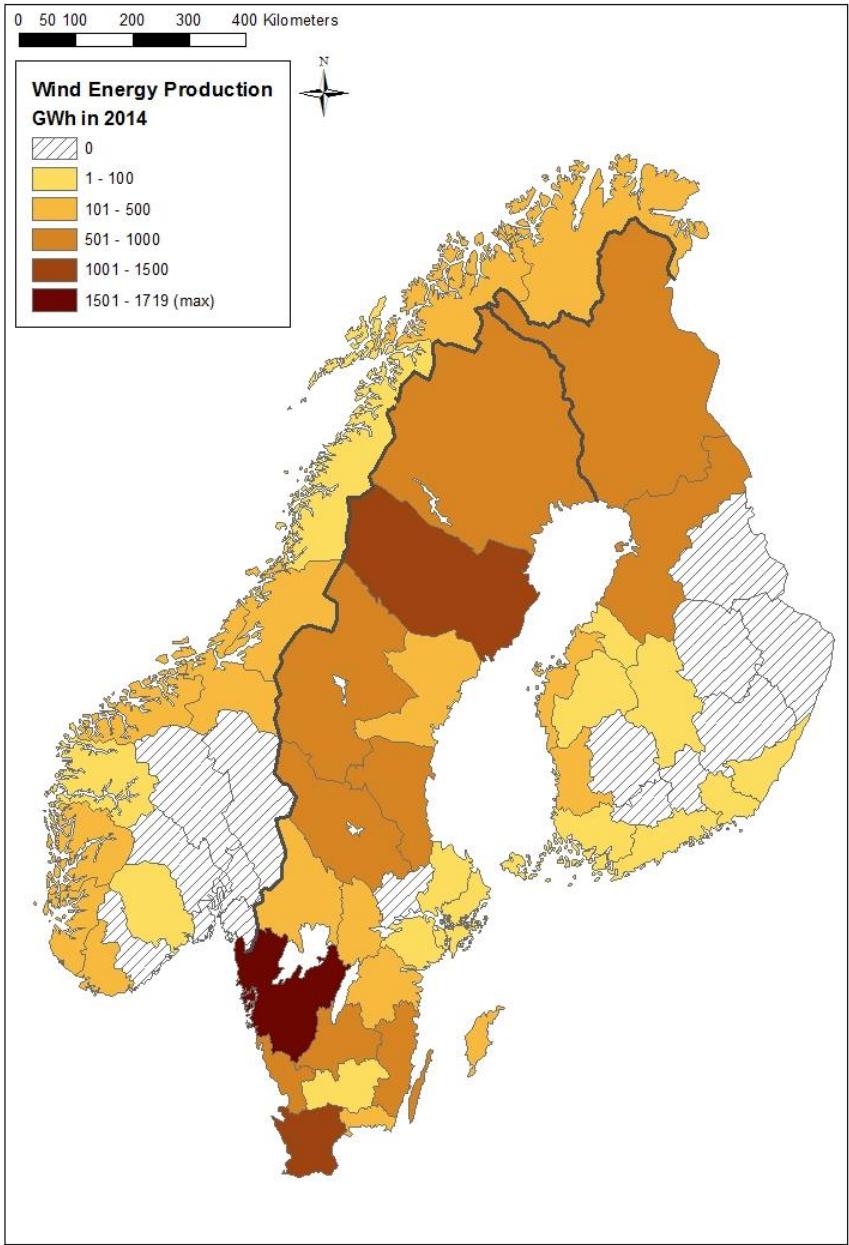 0 50 100 200 300 400 Kilometers
N
Wind Energy Production
GWh in 2014
0
1 - 100
101 - 500
501 - 1000
1001 - 1500
1501 - 1719 (max)